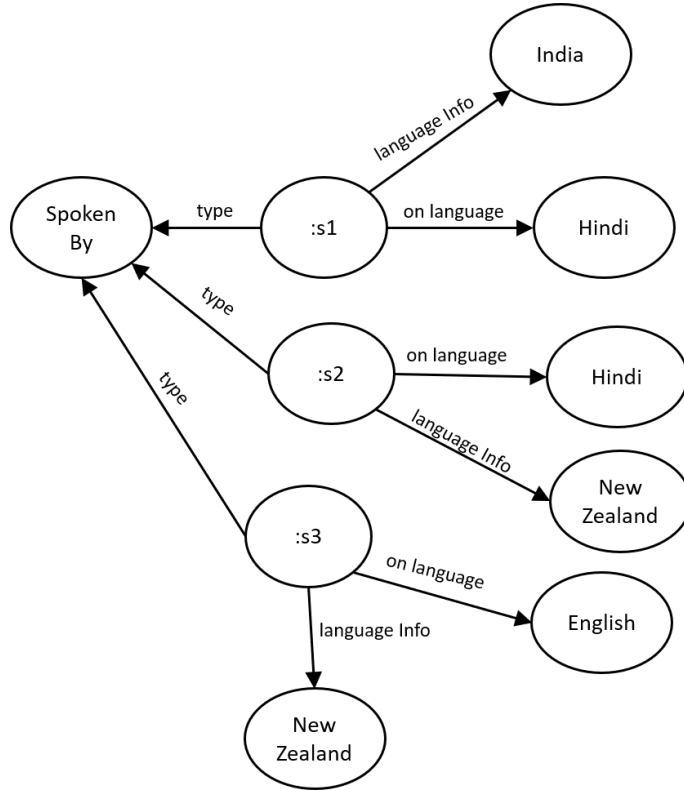 India
language Info
Spoken
By
type
:s1
on language
Hindi
type
:s2
on language
Hindi
type
language Info
New
Zealand
:s3
on language
English
language Info
New
Zealand